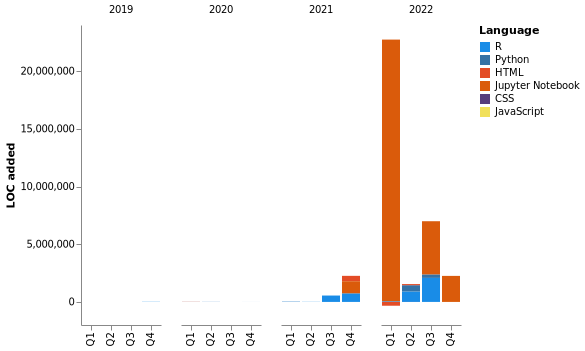 2019 2020 2021 2022
Language
R
Python
HTML
Jupyter Notebook
CSS
JavaScript
LOC added
20,000,000
15,000,000
10,000,000
5,000,000
0
Q1 Q2 Q3 Q4 Q1 Q2 Q3 Q4 Q1 Q2 Q3 Q4 Q1 Q2 Q3 Q4